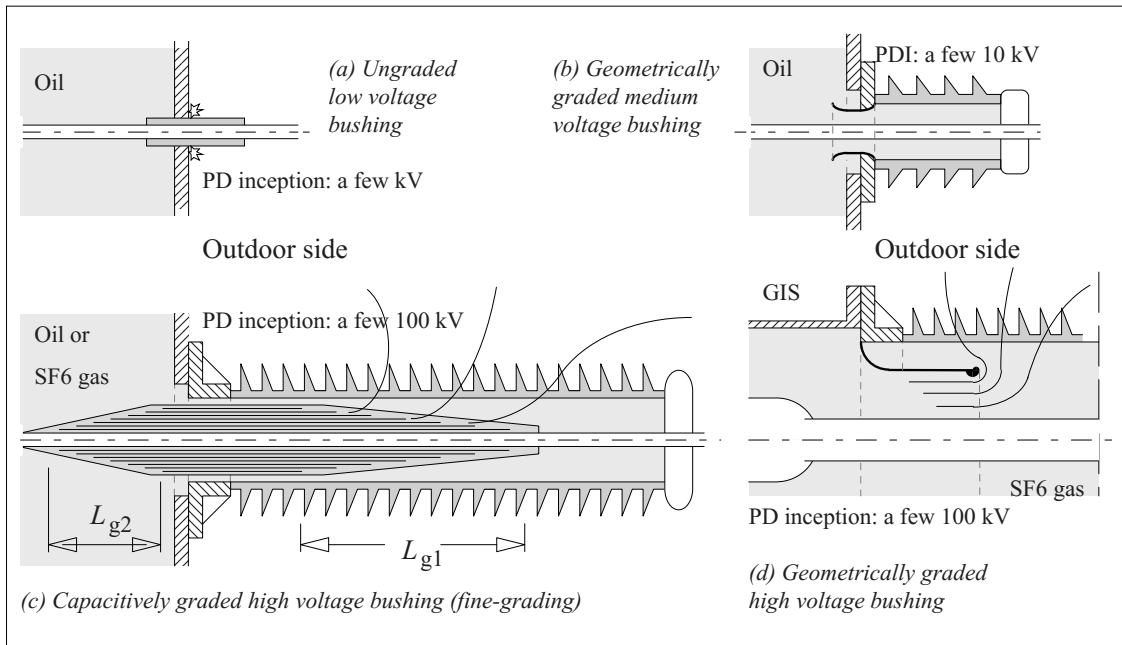 Oil
(a) Ungraded
low voltage
bushing
PD inception: a few kV
(b) Geometrically
graded medium
voltage bushing
Oil
PDI: a few 10 kV
Outdoor side
Oil or
SF6 gas
PD inception: a few 100 kV
L g2
L g1
(c) Capacitively graded high voltage bushing (fine-grading)
Outdoor side
GIS
SF6 gas
PD inception: a few 100 kV
(d) Geometrically graded
high voltage bushing